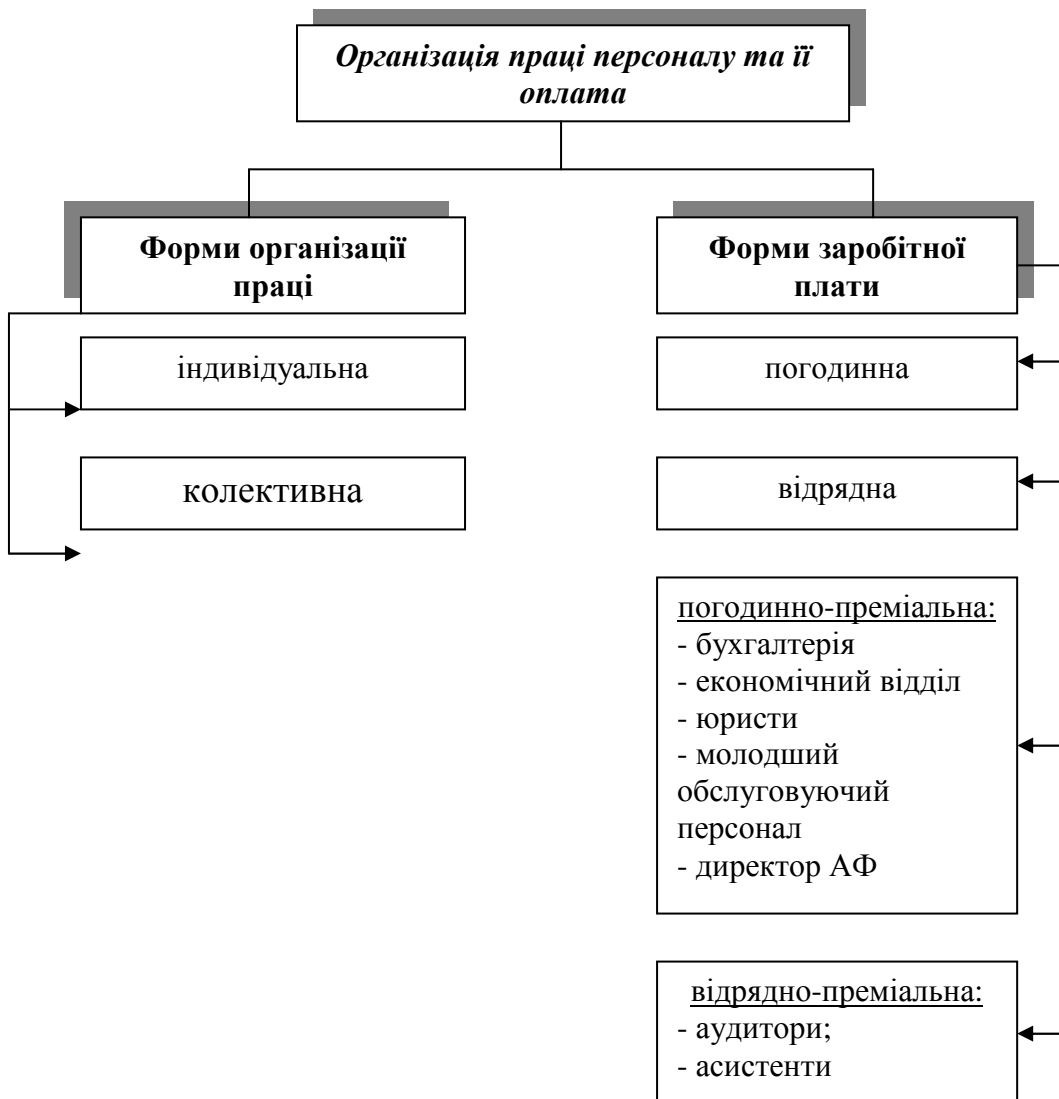 Організація праці персоналу та її
оплата
Форми організації
праці
Форми заробітної
плати
індивідуальна
погодинна
колективна
відрядна
погодинно-преміальна:
- бухгалтерія
- економічний відділ
- юристи
- молодший
обслуговуючий
персонал
- директор АФ
відрядно-преміальна:
- аудитори;
- асистенти